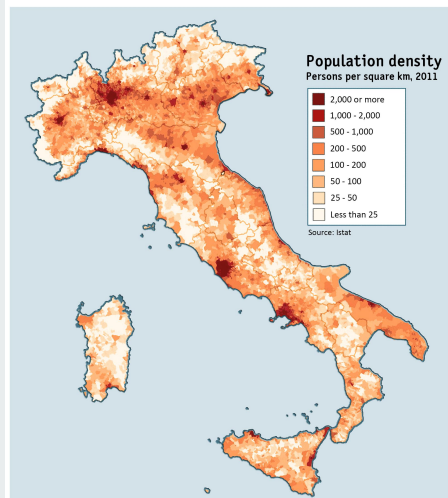 Population density
Persons per square km, 2011
2,000 or more
1,000 - 2,000
500 - 1,000
200 - 500
100 - 200
50 - 100
25 - 50
Less than 25
Source: Istat